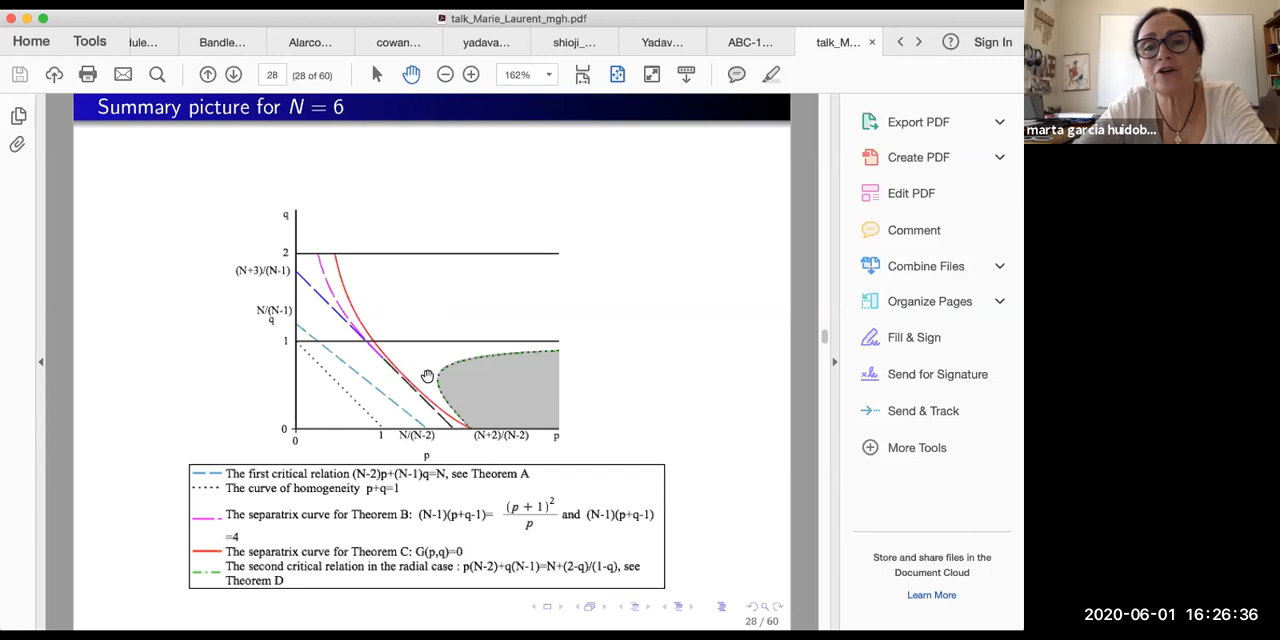 talk_Marie_Laurent_mgh.pdf
Home Tools dule... Bandle... Alarco... cowan... yadava... shioji_... Yadav... ABC-1... talk_M... × Sign In
28 (28 of 60) 162%
Summary picture for N = 6
q
2
(N+3)/(N-1)
N/(N-1)
q
1
0
0 1 N/(N-2) (N+2)/(N-2) p
p
The first critical relation (N-2)p+(N-1)q=N, see Theorem A
The curve of homogeneity p+q=1
The separatrix curve for Theorem B: (N-1)(p+q-1)= (p + 1)^2 / p and (N-1)(p+q-1)
=4
The separatrix curve for Theorem C: G(p,q)=0
The second critical relation in the radial case : p(N-2)+q(N-1)=N+(2-q)/(1-q), see
Theorem D
28 / 60
Export PDF
Create PDF
Edit PDF
Comment
Combine Files
Organize Pages
Fill & Sign
Send for Signature
Send & Track
More Tools
Store and share files in the
Document Cloud
Learn More
marta garcia huidob...
2020-06-01 16:26:36